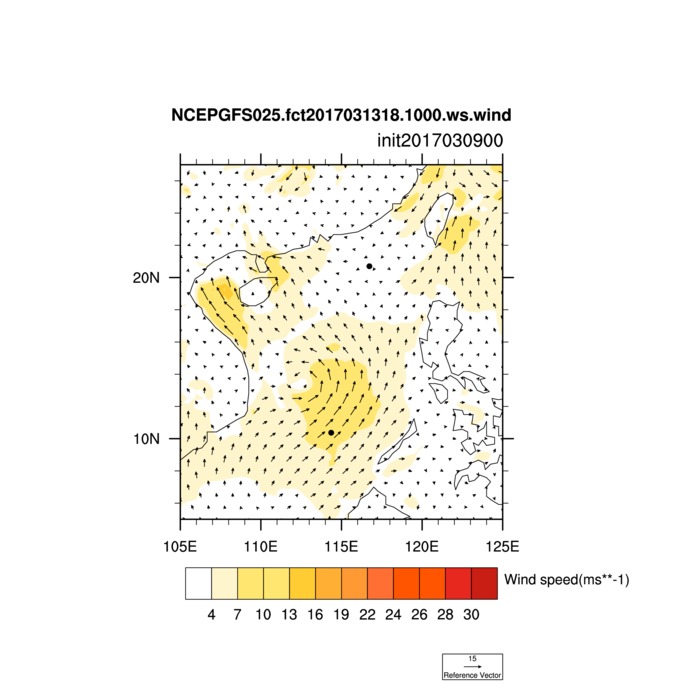 NCEPGFS025.fct2017031318.1000.ws.wind
init2017030900
20N
10N
105E 110E 115E 120E 125E
Wind speed(ms**-1)
4 7 10 13 16 19 22 24 26 28 30
15
Reference Vector